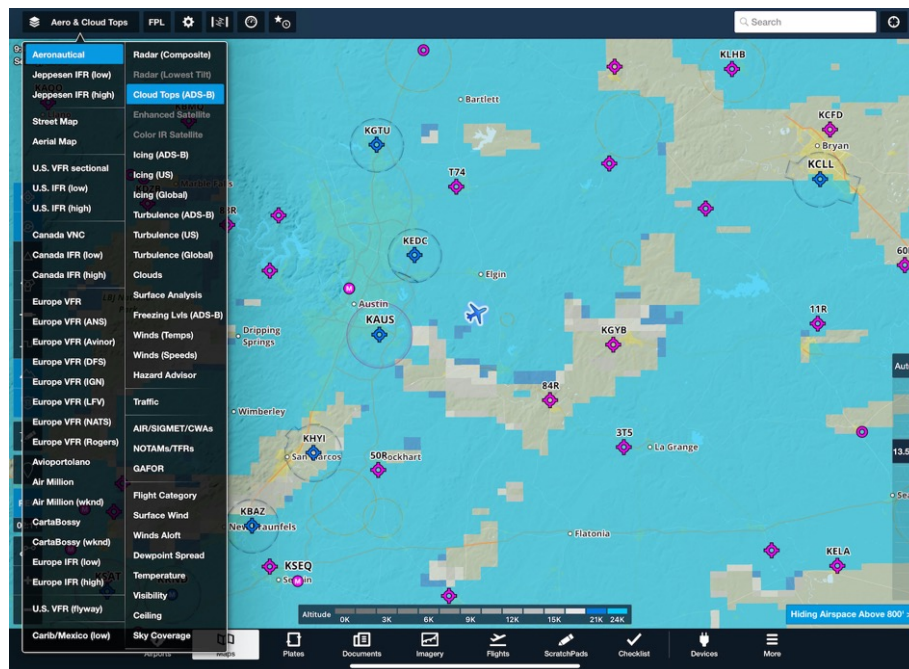 Aero & Cloud Tops
FPL
Search
Aeronautical
Jeppesen IFR (low)
Jeppesen IFR (high)
Street Map
Aerial Map
U.S. VFR sectional
U.S. IFR (low)
U.S. IFR (high)
Canada VNC
Canada IFR (low)
Canada IFR (high)
Europe VFR
Europe VFR (ANS)
Europe VFR (Avinor)
Europe VFR (DFS)
Europe VFR (IGN)
Europe VFR (LFV)
Europe VFR (NATS)
Europe VFR (Rogers)
Avioportolano
Air Million
Air Million (wknd)
CartaBossy
CartaBossy (wknd)
Europe IFR (low)
Europe IFR (high)
U.S. VFR (flyway)
Carib/Mexico (low)
Radar (Composite)
Radar (Lowest Tilt)
Cloud Tops (ADS-B)
Enhanced Satellite
Color IR Satellite
Icing (ADS-B)
Icing (US)
Icing (Global)
Turbulence (ADS-B)
Turbulence (US)
Turbulence (Global)
Clouds
Surface Analysis
Freezing Lvls (ADS-B)
Winds (Temps)
Winds (Speeds)
Hazard Advisor
Traffic
AIR/SIGMET/CWAs
NOTAMs/TFRs
GAFOR
Flight Category
Surface Wind
Winds Aloft
Dewpoint Spread
Temperature
Visibility
Ceiling
Sky Coverage
KLHB
Bartlett
KCFD
Bryan
KGTU
KCLL
T74
KEDC
Elgin
M
Austin
KAUS
Dripping
Springs
KGYB
11R
84R
Wimberley
KHYI
San Marcos
50R
Lockhart
3T5
La Grange
13.5
KBAZ
New Braunfels
Flatonia
KSEQ
Seguin
M
KELA
KSAT
Altitude
0K 3K 6K 9K 12K 15K 21K 24K
Hiding Airspace Above 800'
Airports
Maps
Plates
Documents
Imagery
Flights
ScratchPads
Checklist
Devices
More